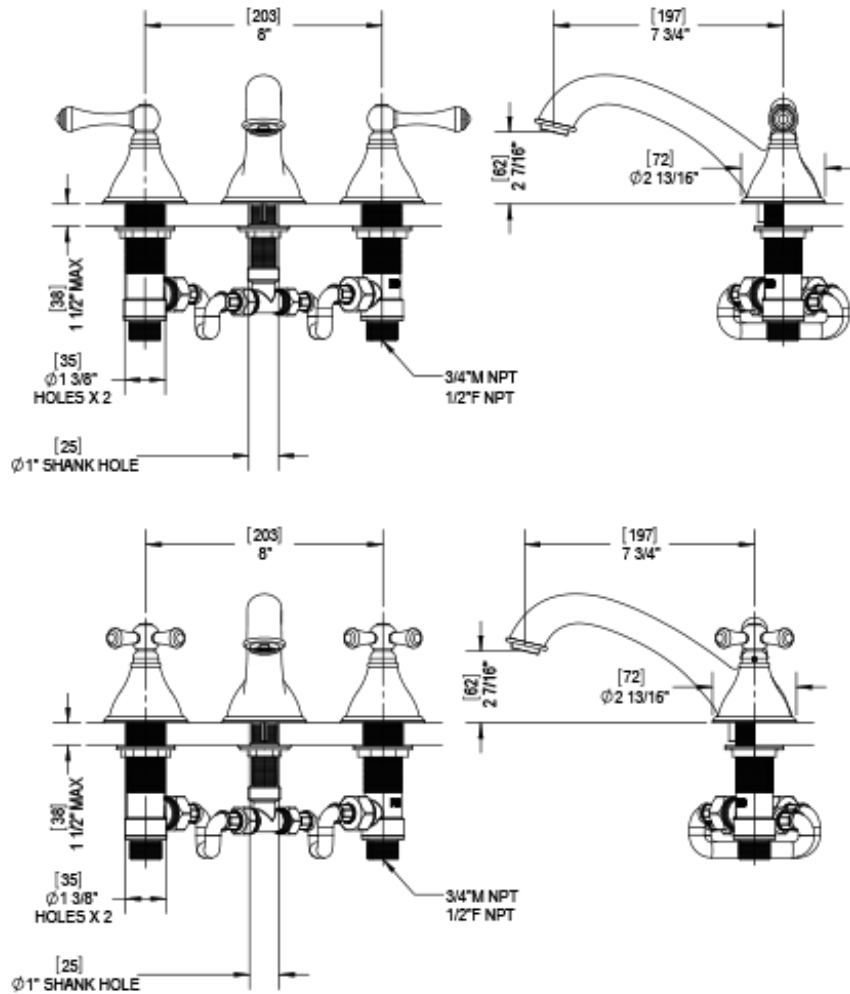 [203]
8"
[197]
7 3/4"
[62]
2 7/16"
[72]
Ø2 13/16"
[38]
1 1/2" MAX
[35]
Ø1 3/8"
HOLES X 2
3/4"M NPT
1/2"F NPT
[25]
Ø1" SHANK HOLE
[203]
8"
[197]
7 3/4"
[62]
2 7/16"
[72]
Ø2 13/16"
[38]
1 1/2" MAX
[35]
Ø1 3/8"
HOLES X 2
3/4"M NPT
1/2"F NPT
[25]
Ø1" SHANK HOLE